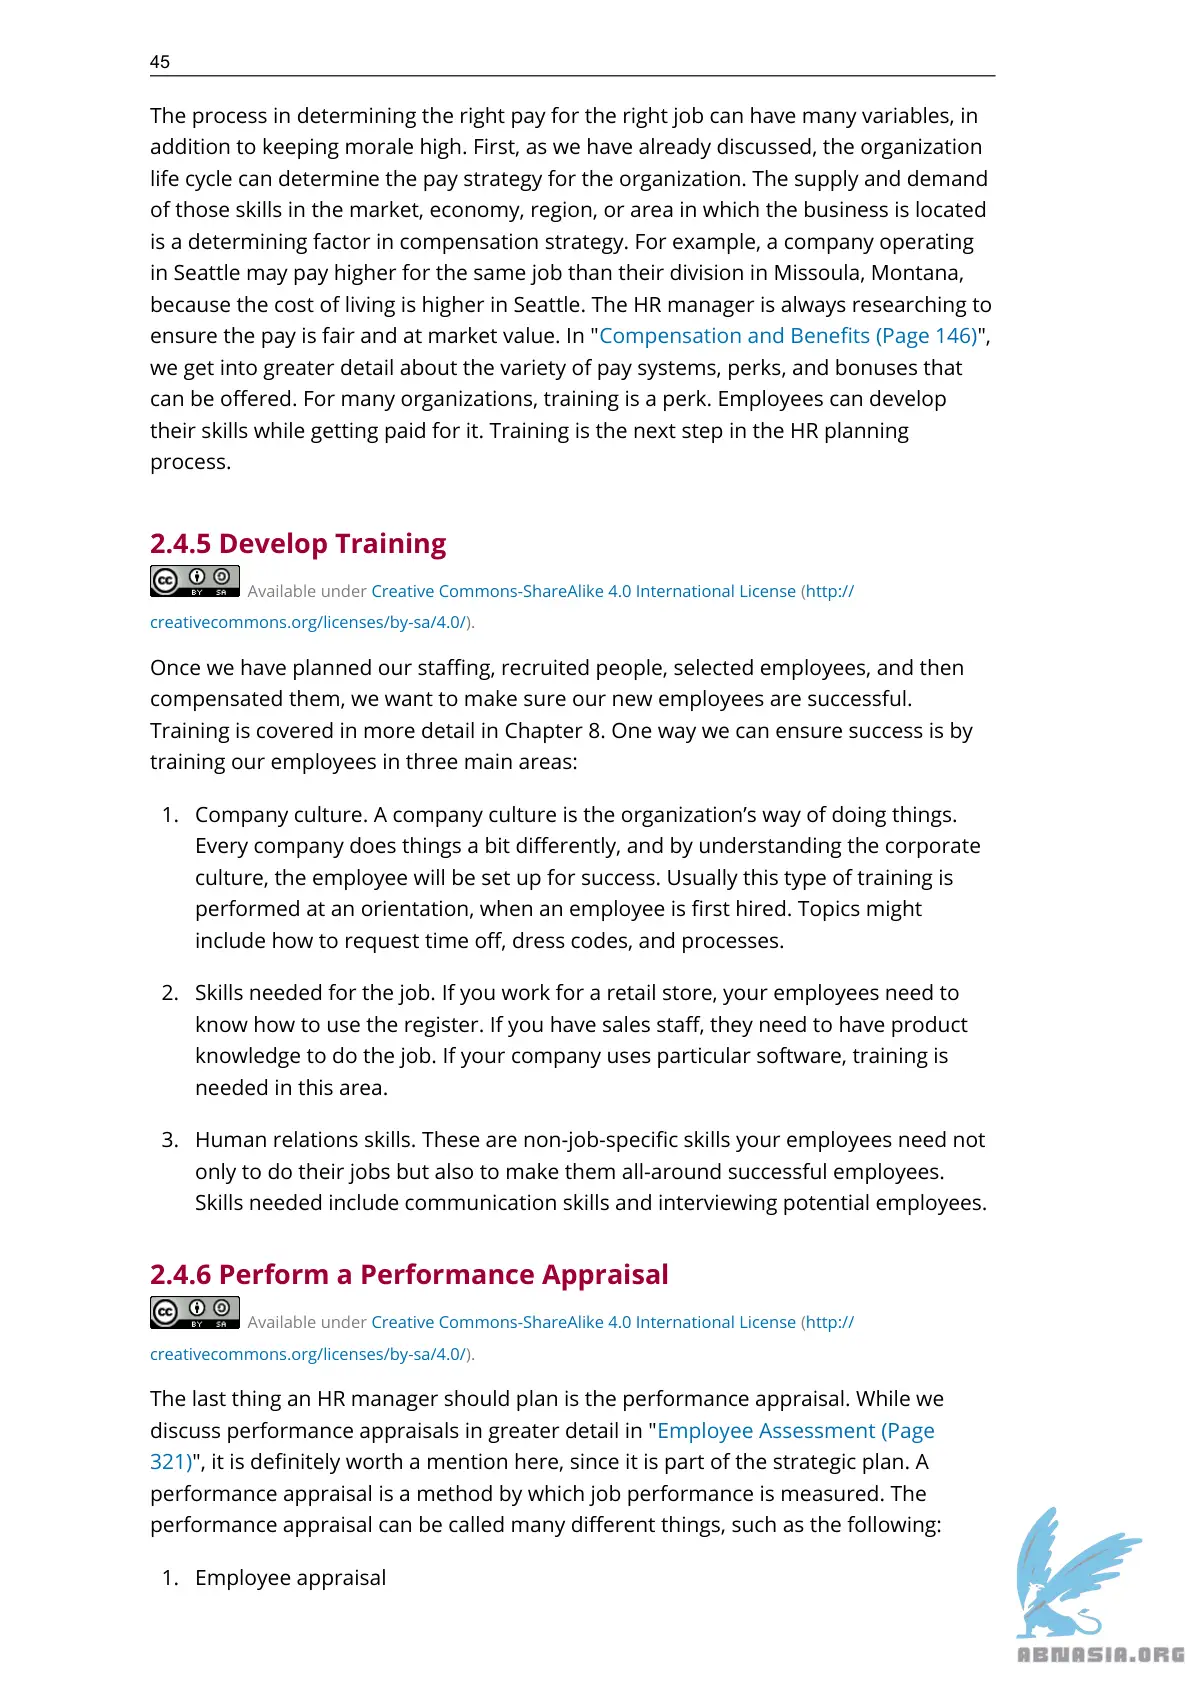 45
The process in determining the right pay for the right job can have many variables, in
addition to keeping morale high. First, as we have already discussed, the organization
life cycle can determine the pay strategy for the organization. The supply and demand
of those skills in the market, economy, region, or area in which the business is located
is a determining factor in compensation strategy. For example, a company operating
in Seattle may pay higher for the same job than their division in Missoula, Montana,
because the cost of living is higher in Seattle. The HR manager is always researching to
ensure the pay is fair and at market value. In "Compensation and Benefits (Page 146)",
we get into greater detail about the variety of pay systems, perks, and bonuses that
can be offered. For many organizations, training is a perk. Employees can develop
their skills while getting paid for it. Training is the next step in the HR planning
process.
2.4.5 Develop Training
cc BY SA Available under Creative Commons-ShareAlike 4.0 International License (http://
creativecommons.org/licenses/by-sa/4.0/).
Once we have planned our staffing, recruited people, selected employees, and then
compensated them, we want to make sure our new employees are successful.
Training is covered in more detail in Chapter 8. One way we can ensure success is by
training our employees in three main areas:
1. Company culture. A company culture is the organization’s way of doing things.
Every company does things a bit differently, and by understanding the corporate
culture, the employee will be set up for success. Usually this type of training is
performed at an orientation, when an employee is first hired. Topics might
include how to request time off, dress codes, and processes.
2. Skills needed for the job. If you work for a retail store, your employees need to
know how to use the register. If you have sales staff, they need to have product
knowledge to do the job. If your company uses particular software, training is
needed in this area.
3. Human relations skills. These are non-job-specific skills your employees need not
only to do their jobs but also to make them all-around successful employees.
Skills needed include communication skills and interviewing potential employees.
2.4.6 Perform a Performance Appraisal
cc BY SA Available under Creative Commons-ShareAlike 4.0 International License (http://
creativecommons.org/licenses/by-sa/4.0/).
The last thing an HR manager should plan is the performance appraisal. While we
discuss performance appraisals in greater detail in "Employee Assessment (Page
321)", it is definitely worth a mention here, since it is part of the strategic plan. A
performance appraisal is a method by which job performance is measured. The
performance appraisal can be called many different things, such as the following:
1. Employee appraisal
ABNASIA.ORG